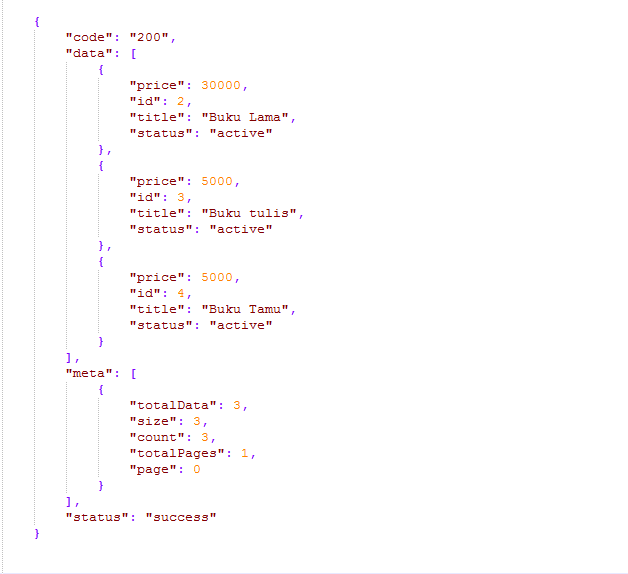 {
"code": "200",
"data": [
{
"price": 30000,
"id": 2,
"title": "Buku Lama",
"status": "active"
},
{
"price": 5000,
"id": 3,
"title": "Buku tulis",
"status": "active"
},
{
"price": 5000,
"id": 4,
"title": "Buku Tamu",
"status": "active"
}
],
"meta": [
{
"totalData": 3,
"size": 3,
"count": 3,
"totalPages": 1,
"page": 0
}
],
"status": "success"
}